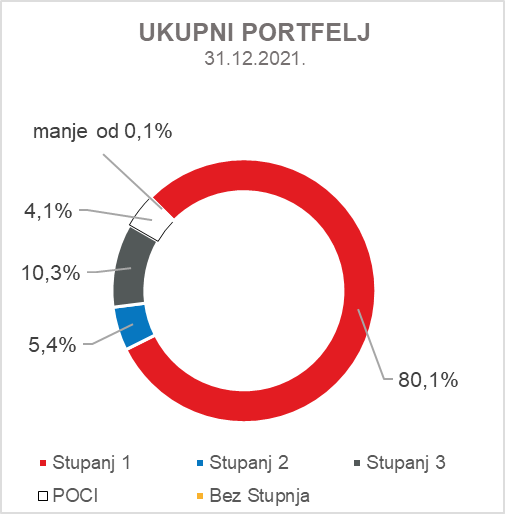 UKUPNI PORTFELJ
31.12.2021.
manje od 0,1%
4,1%
10,3%
5,4%
80,1%
Stupanj 1 Stupanj 2 Stupanj 3
POCI Bez Stupnja